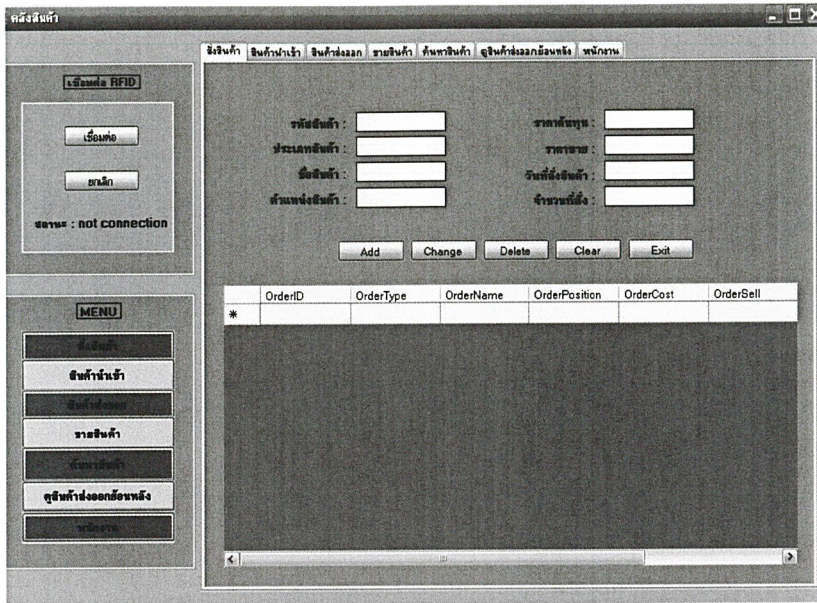 คลังสินค้า
สั่งสินค้า สินค้านำเข้า สินค้าส่งออก ขายสินค้า ค้นหาสินค้า ดูสินค้าส่งออกย้อนหลัง พนักงาน
เชื่อมต่อ RFID
เชื่อมต่อ
ยกเลิก
สถานะ : not connection
รหัสสินค้า :
ประเภทสินค้า :
ชื่อสินค้า :
ตำแหน่งสินค้า :
ราคาต้นทุน :
ราคาขาย :
วันที่สั่งสินค้า :
จำนวนที่สั่ง :
Add Change Delete Clear Exit
OrderID OrderType OrderName OrderPosition OrderCost OrderSell
MENU
สั่งสินค้า
สินค้านำเข้า
สินค้าส่งออก
ขายสินค้า
ค้นหาสินค้า
ดูสินค้าส่งออกย้อนหลัง
พนักงาน